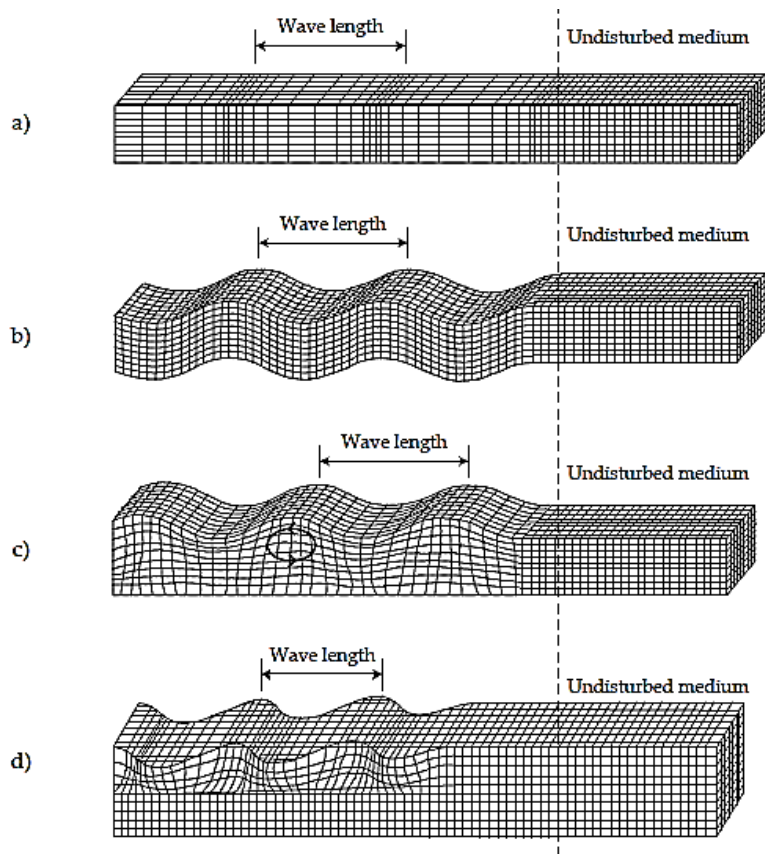 Wave length
Undisturbed medium
a)
Wave length
Undisturbed medium
b)
Wave length
Undisturbed medium
c)
Wave length
Undisturbed medium
d)